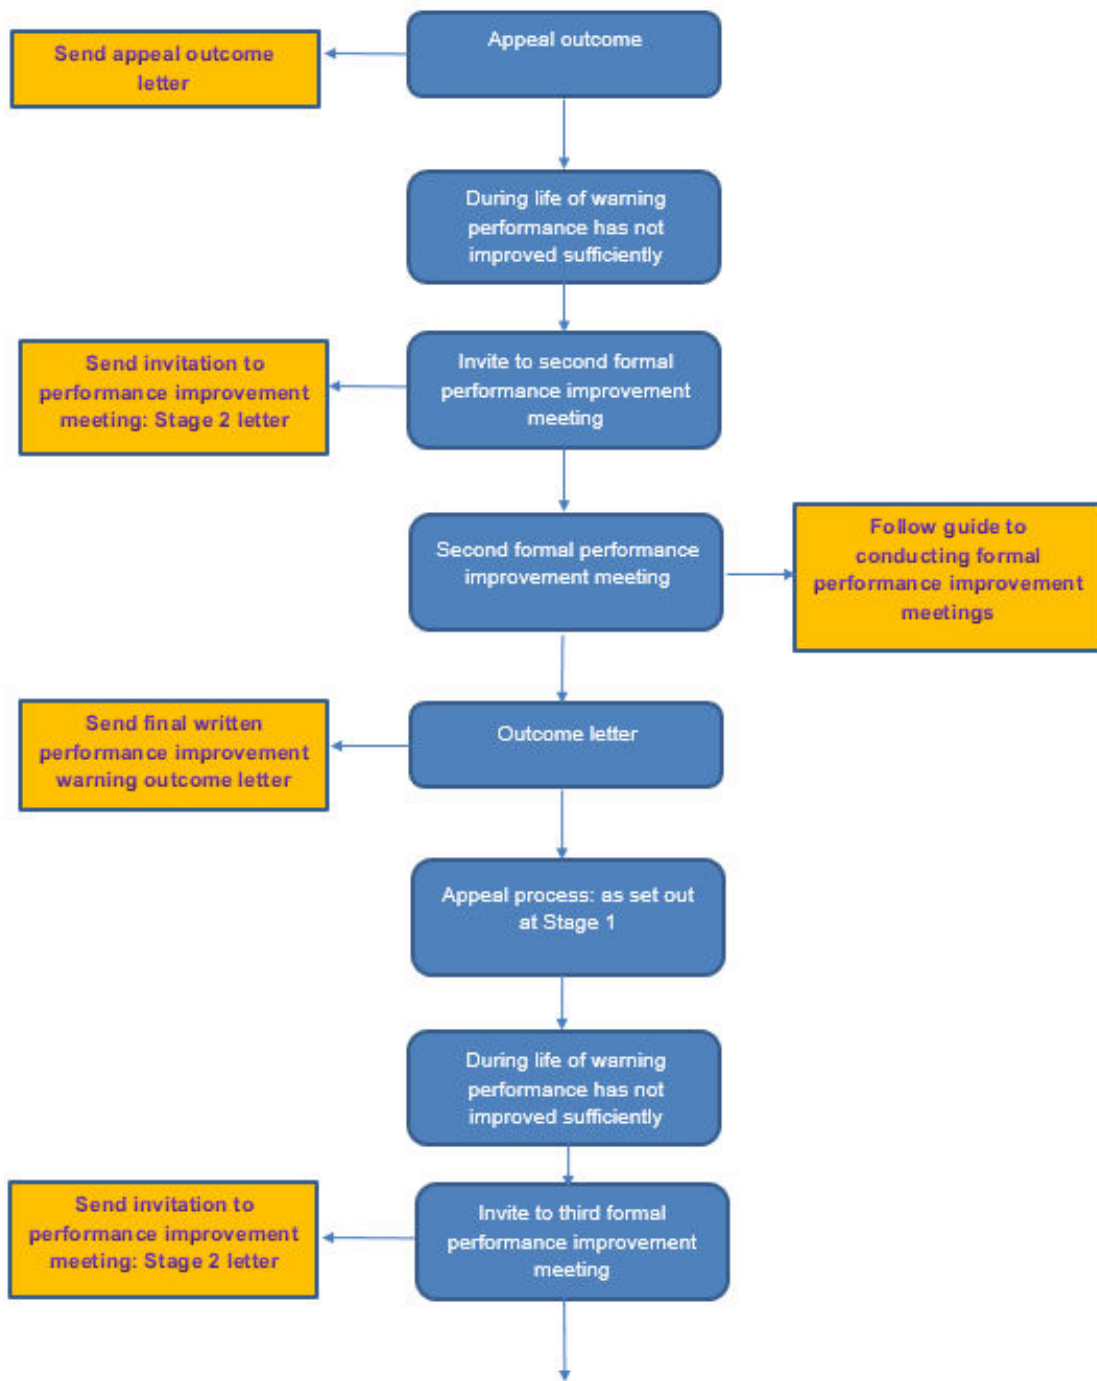 Appeal outcome
Send appeal outcome
letter
During life of warning
performance has not
improved sufficiently
Invite to second formal
performance improvement
meeting
Send invitation to
performance improvement
meeting: Stage 2 letter
Second formal performance
improvement meeting
Follow guide to
conducting formal
performance improvement
meetings
Outcome letter
Send final written
performance improvement
warning outcome letter
Appeal process: as set out
at Stage 1
During life of warning
performance has not
improved sufficiently
Invite to third formal
performance improvement
meeting
Send invitation to
performance improvement
meeting: Stage 2 letter